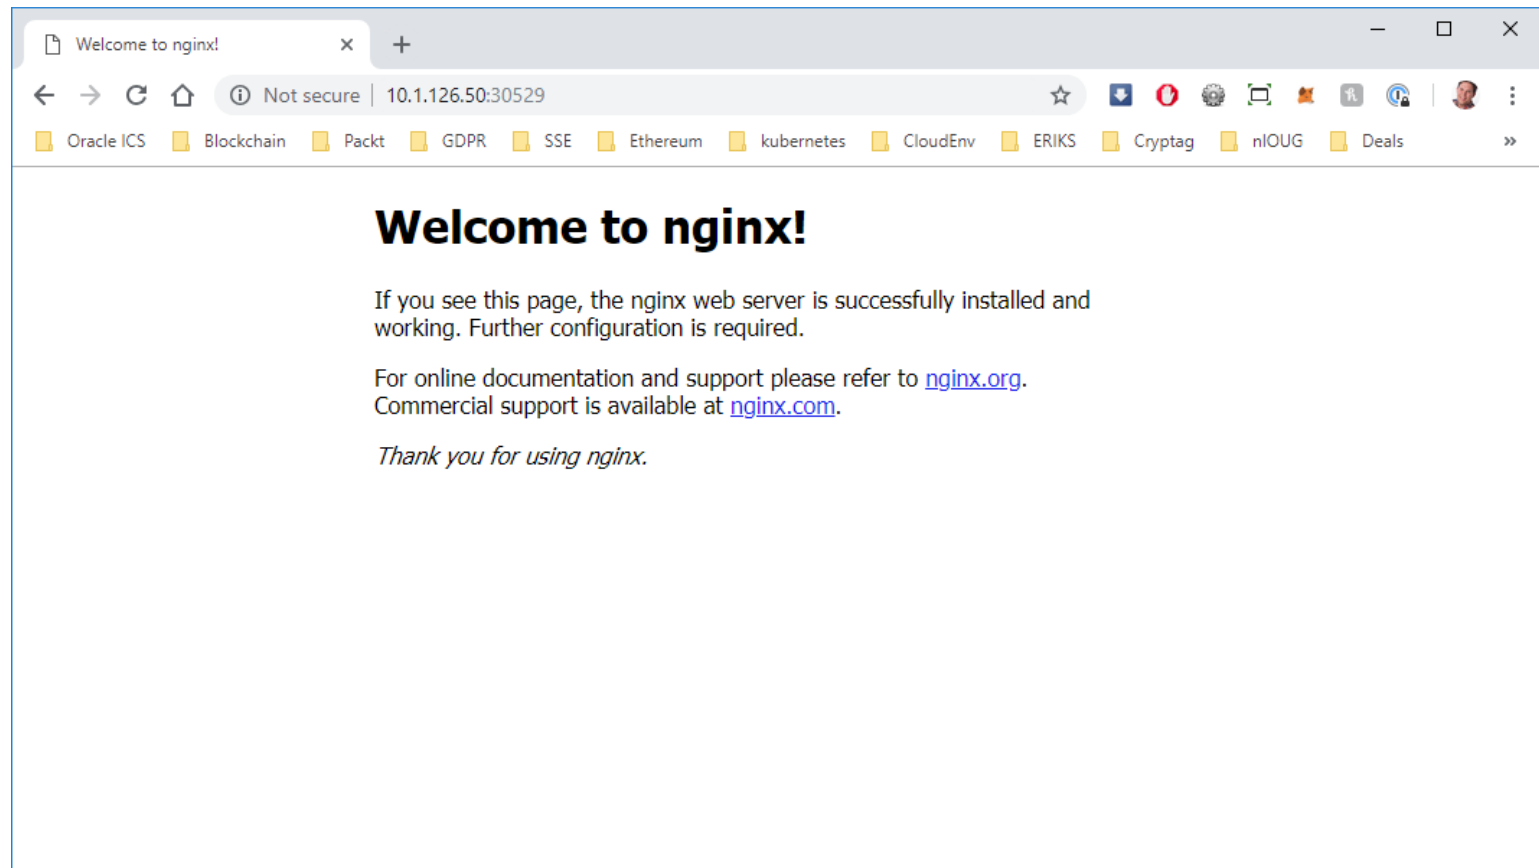 Welcome to nginx!
Not secure 10.1.126.50:30529
Oracle ICS Blockchain Packt GDPR SSE Ethereum kubernetes CloudEnv ERIKS Cryptag nlOUG Deals »
Welcome to nginx!
If you see this page, the nginx web server is successfully installed and
working. Further configuration is required.
For online documentation and support please refer to nginx.org.
Commercial support is available at nginx.com.
Thank you for using nginx.